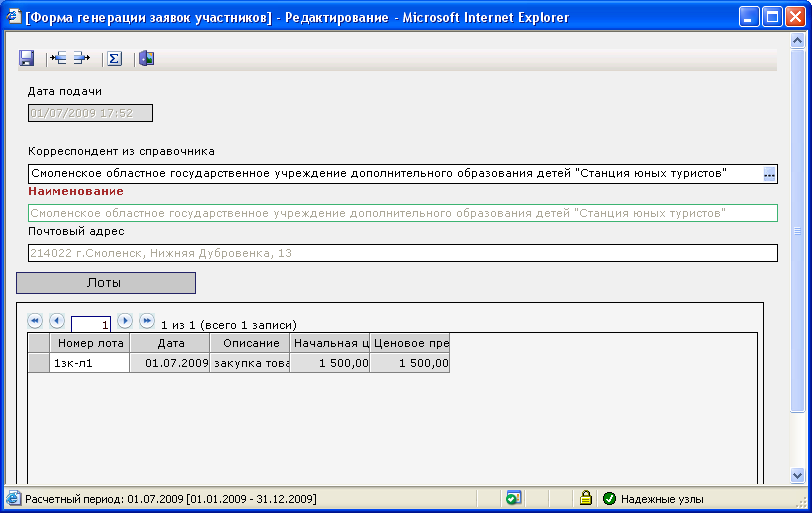 [Форма генерации заявок участников] - Редактирование - Microsoft Internet Explorer
Дата подачи
01/07/2009 17:52
Корреспондент из справочника
Смоленское областное государственное учреждение дополнительного образования детей "Станция юных туристов" ...
Наименование
Смоленское областное государственное учреждение дополнительного образования детей "Станция юных туристов"
Почтовый адрес
214022 г.Смоленск, Нижняя Дубровенка, 13
Лоты
1 1 из 1 (всего 1 записи)
Номер лота Дата Описание Начальная ц Ценовое пре
1зк-л1 01.07.2009 закупка това 1 500,00 1 500,00
Расчетный период: 01.07.2009 [01.01.2009 - 31.12.2009] Надежные узлы